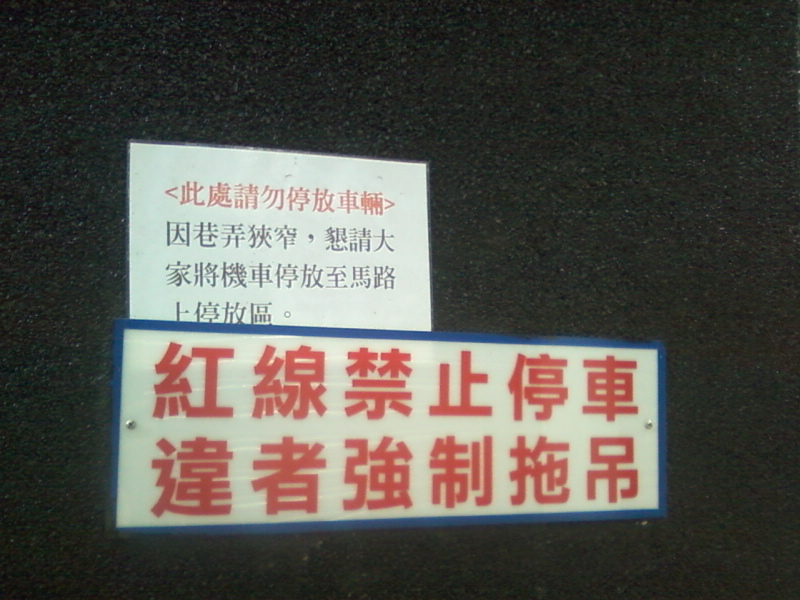 <此處請勿停放車輛>
因巷弄狹窄，懇請大
家將機車停放至馬路
上停放區。
紅線禁止停車
違者強制拖吊